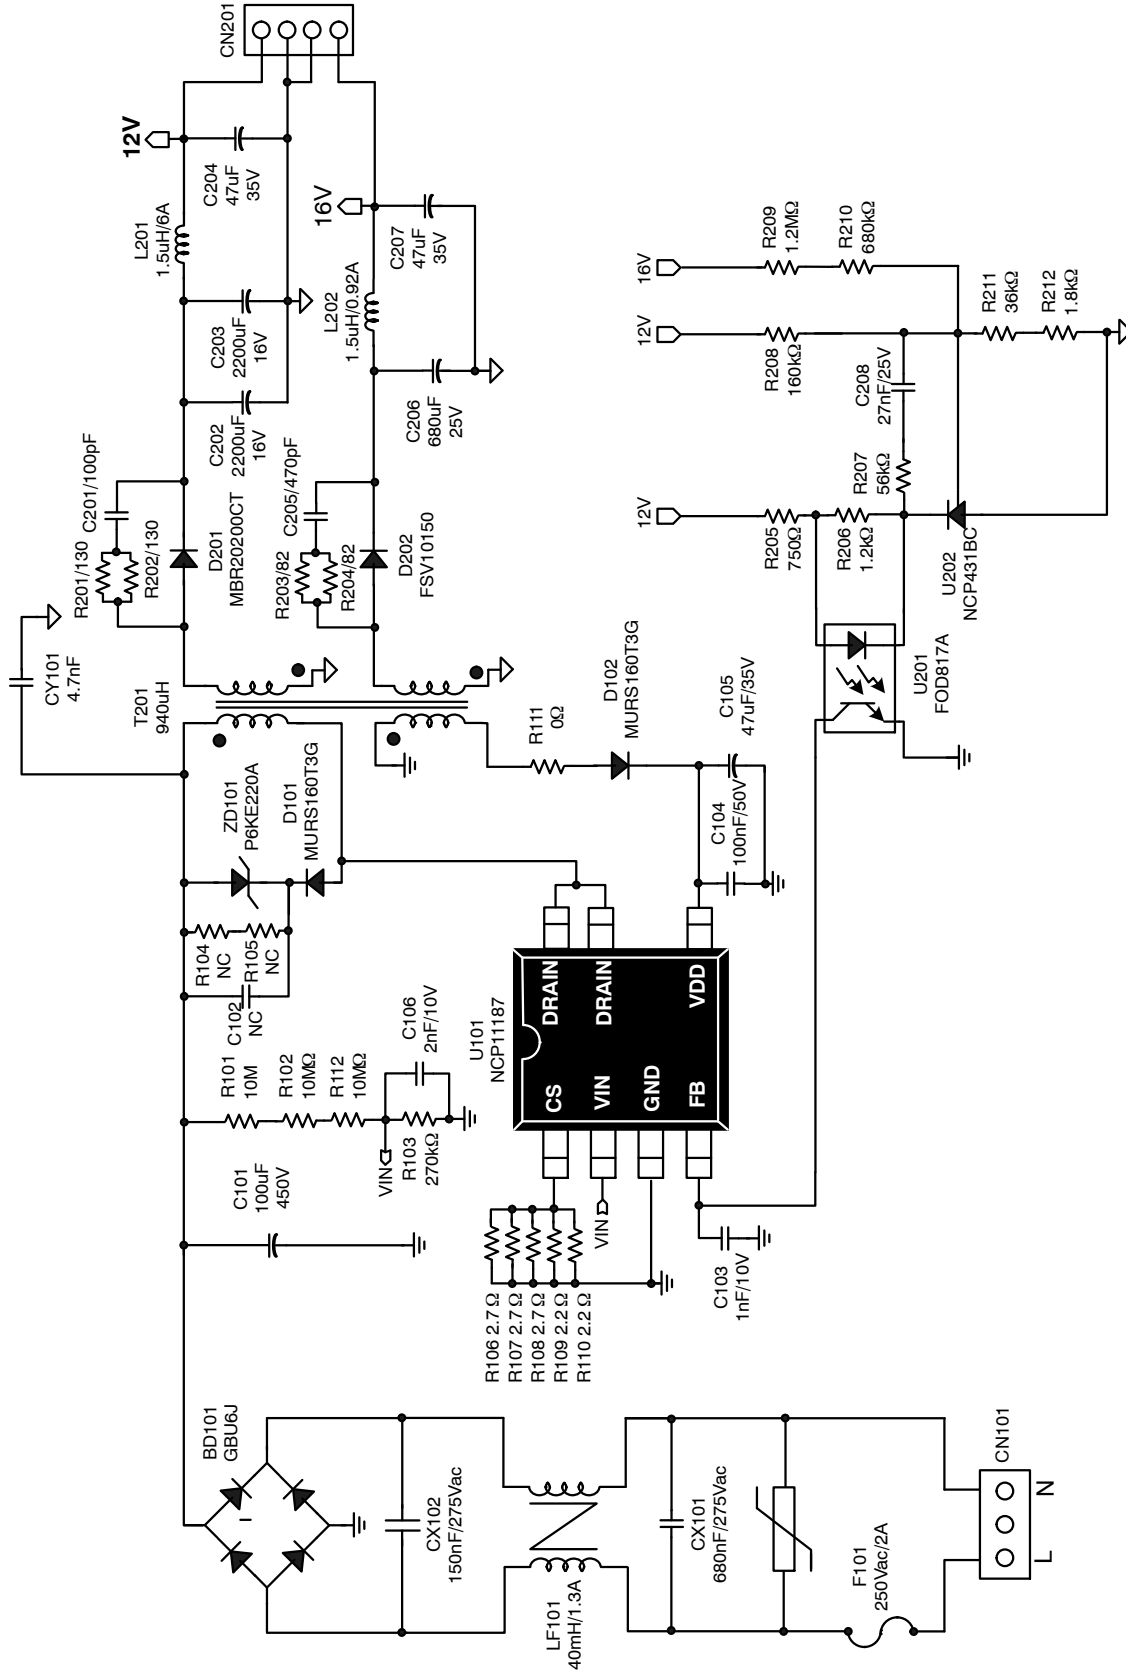 CN201
12V
C204
47uF
35V
L201
1.5uH/6A
C203
2200uF
16V
C202
2200uF
16V
C201/100pF
R201/130
R202/130
D201
MBR20200CT
16V
C207
47uF
35V
L202
1.5uH/0.92A
C206
680uF
25V
C205/470pF
R203/82
R204/82
D202
FSV10150
CY101
4.7nF
T201
940uH
ZD101
P6KE220A
D101
MURS160T3G
R104
NC
R105
NC
C102
NC
R101
10M
R102
10MΩ
R112
10MΩ
VIN
R103
270kΩ
C106
2nF/10V
C101
100uF
450V
BD101
GBU6J
CX102
150nF/275Vac
LF101
40mH/1.3A
CX101
680nF/275Vac
F101
250Vac/2A
CN101
L
N
R106 2.7 Ω
R107 2.7 Ω
R108 2.7 Ω
R109 2.2 Ω
R110 2.2 Ω
VIN
C103
1nF/10V
U101
NCP11187
CS
VIN
GND
FB
DRAIN
DRAIN
VDD
R111
0Ω
D102
MURS160T3G
C104
100nF/50V
C105
47uF/35V
U201
FOD817A
U202
NCP431BC
12V
R205
750Ω
R206
1.2kΩ
R207
56kΩ
C208
27nF/25V
12V
R208
160kΩ
16V
R209
1.2MΩ
R210
680kΩ
R211
36kΩ
R212
1.8kΩ